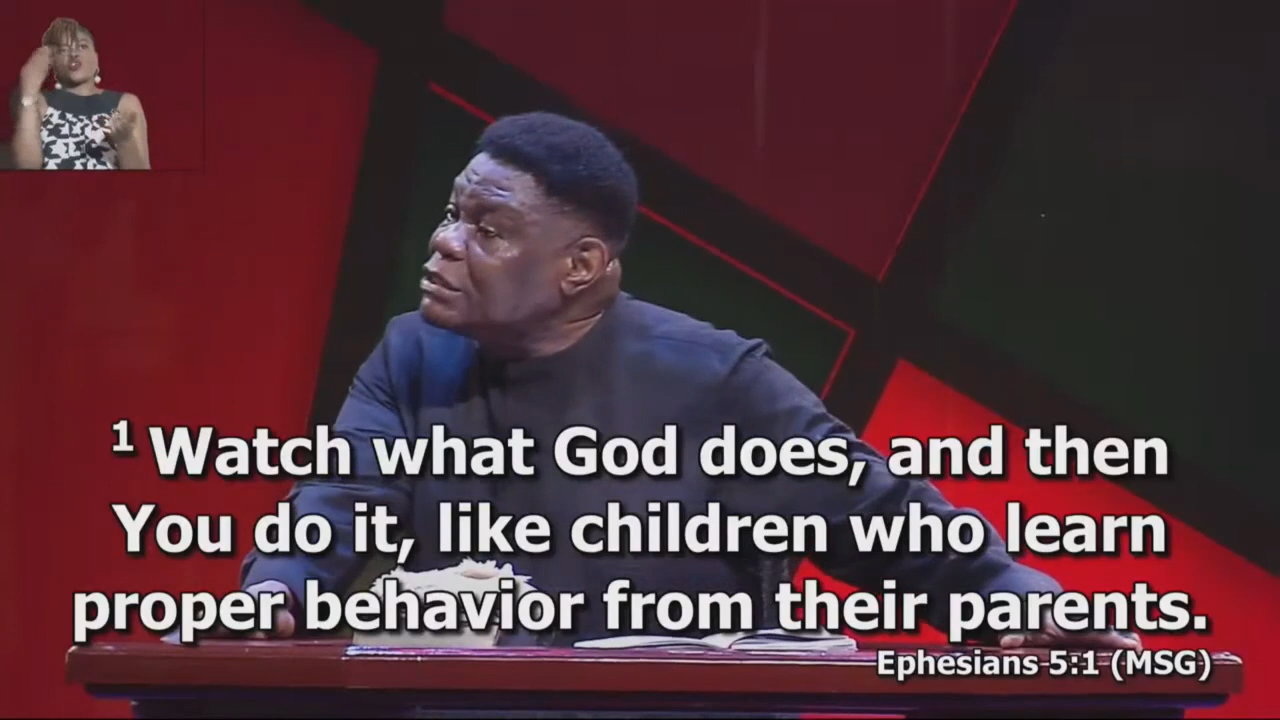 1 Watch what God does, and then
You do it, like children who learn
proper behavior from their parents.
Ephesians 5:1 (MSG)